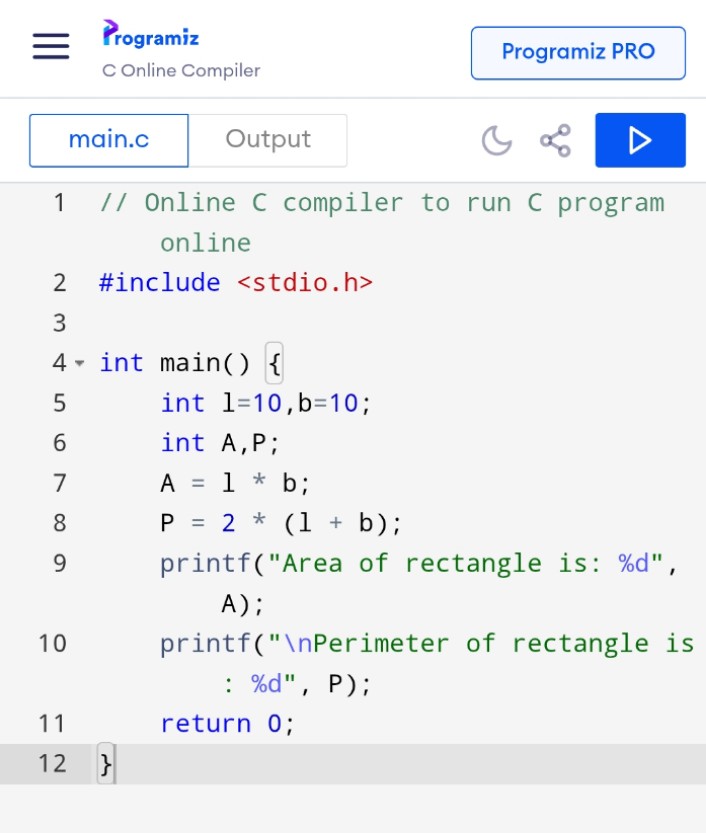 Programiz
C Online Compiler
Programiz PRO
main.c
Output
1 // Online C compiler to run C program
online
2 #include <stdio.h>
3
4 int main() {
5 int l=10,b=10;
6 int A,P;
7 A = l * b;
8 P = 2 * (l + b);
9 printf("Area of rectangle is: %d",
A);
10 printf("\nPerimeter of rectangle is
: %d", P);
11 return 0;
12 }